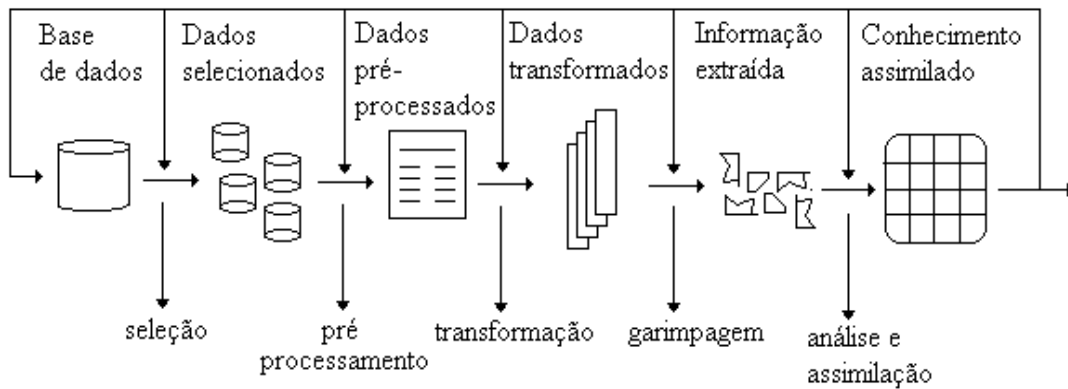 Base
de dados
Dados
selecionados
Dados
pré-
processados
Dados
transformados
Informação
extraída
Conhecimento
assimilado
seleção
pré
processamento
transformação
garimpagem
análise e
assimilação